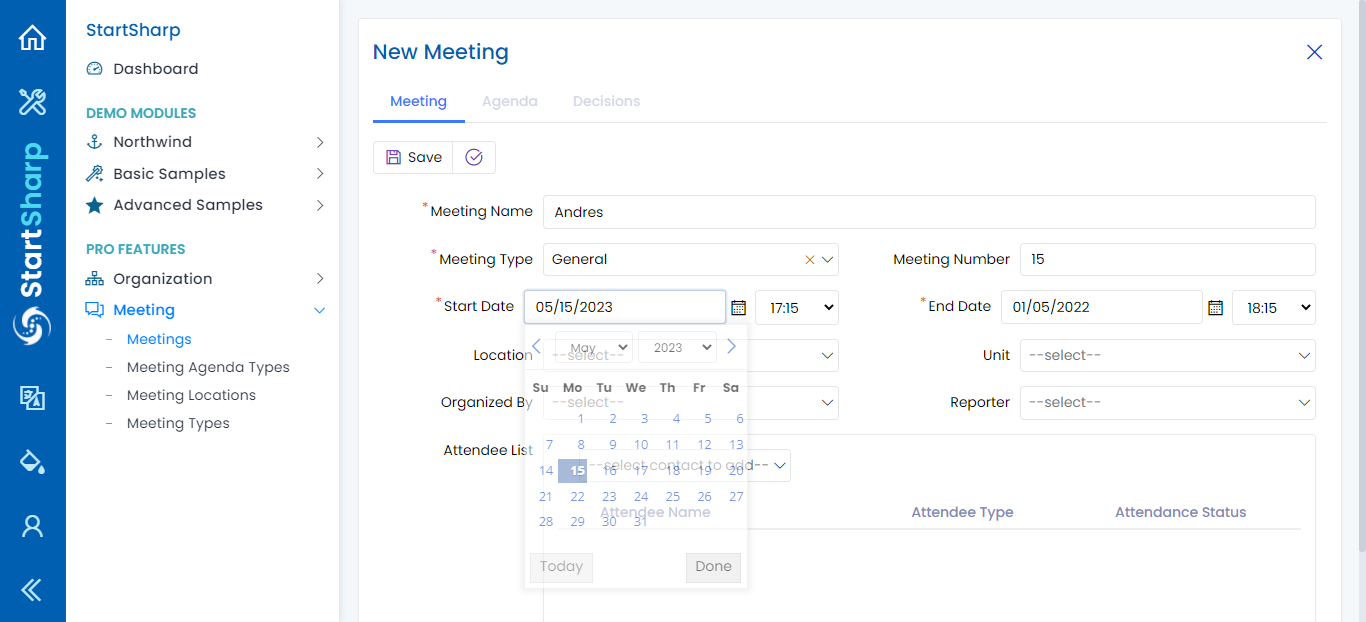 StartSharp
StartSharp
Dashboard
DEMO MODULES
Northwind
Basic Samples
Advanced Samples
PRO FEATURES
Organization
Meeting
– Meetings
– Meeting Agenda Types
– Meeting Locations
– Meeting Types
New Meeting
Meeting Agenda Decisions
Save
*Meeting Name Andres
*Meeting Type General Meeting Number 15
*Start Date 05/15/2023 17:15 *End Date 01/05/2022 18:15
Location --select-- Unit --select--
May 2023
Su Mo Tu We Th Fr Sa
Organized By --select-- Reporter --select--
1 2 3 4 5 6
Attendee List
7 8 9 10 11 12 13
--select contact to add--
14 15 16 17 18 19 20
21 22 23 24 25 26 27
Attendee Name Attendee Type Attendance Status
28 29 30 31
Today Done